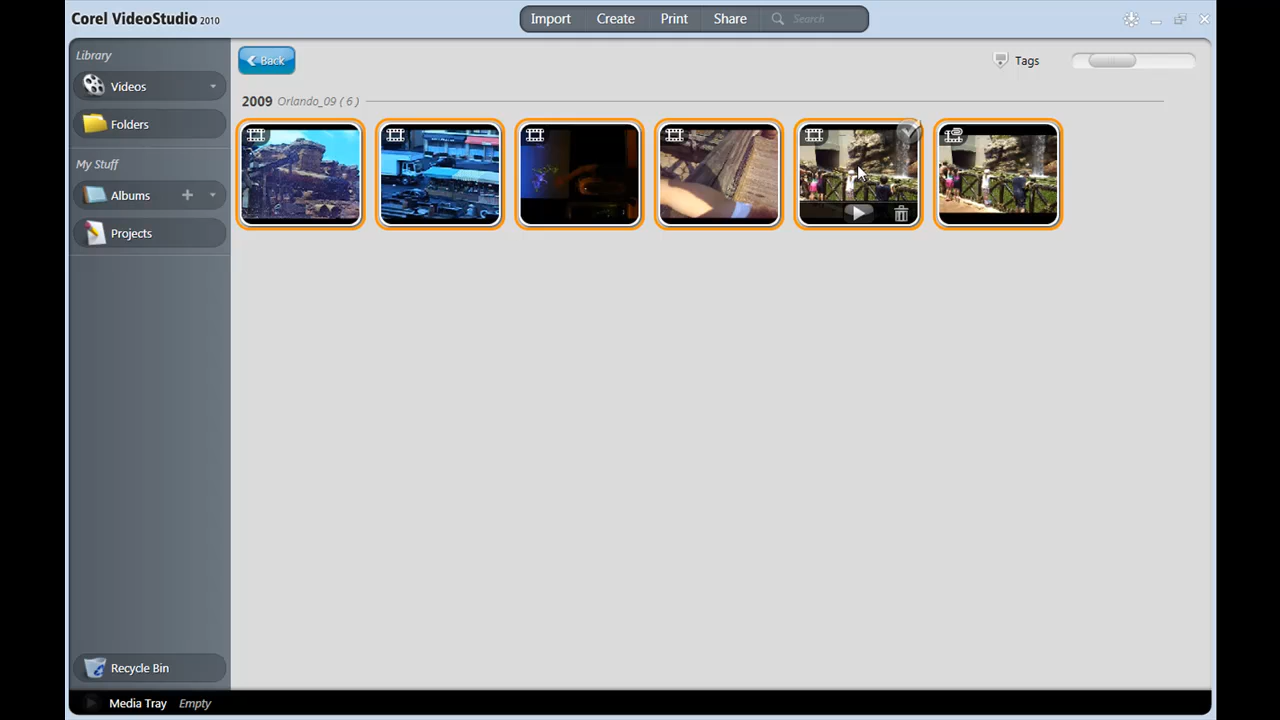 Corel VideoStudio 2010
Import Create Print Share Search
Library
Videos
Folders
My Stuff
Albums +
Projects
Recycle Bin
Back
Tags
2009 Orlando_09 ( 6 )
Media Tray Empty